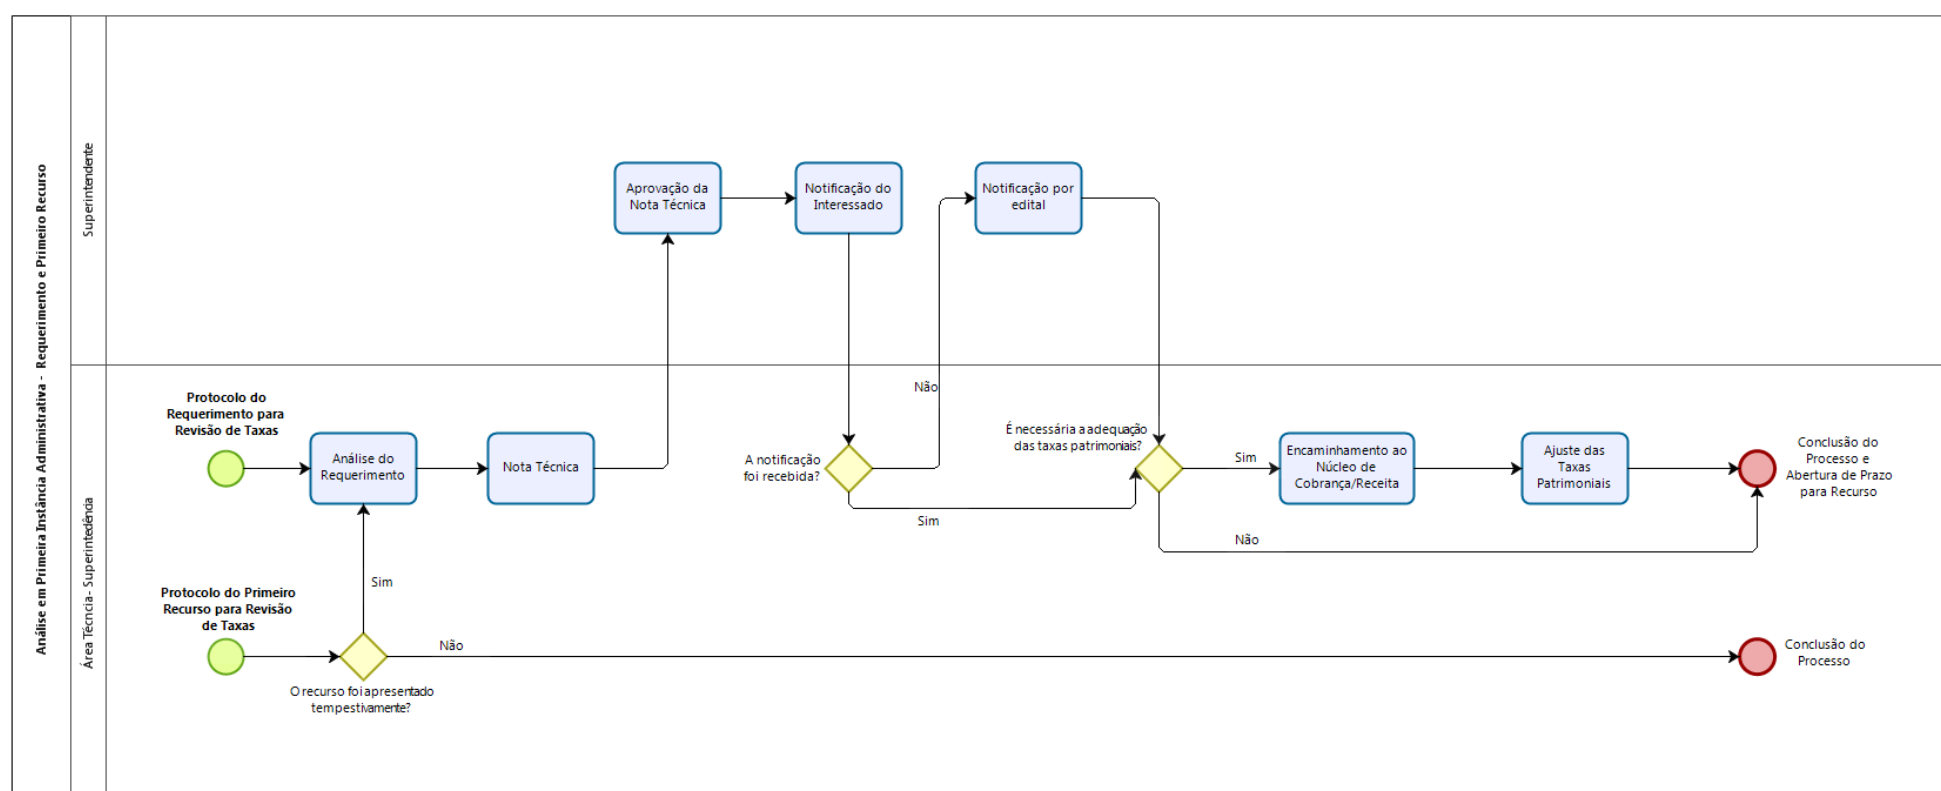 Análise em Primeira Instância Administrativa - Requerimento e Primeiro Recurso
Superintendente
Aprovação da
Nota Técnica
Notificação do
Interessado
Notificação por
edital
Área Técncia - Superintedência
Protocolo do
Requerimento para
Revisão de Taxas
Análise do
Requerimento
Nota Técnica
A notificação
foi recebida?
Não
Sim
É necessária a adequação
das taxas patrimoniais?
Sim
Não
Encaminhamento ao
Núcleo de
Cobrança/Receita
Ajuste das
Taxas
Patrimoniais
Conclusão do
Processo e
Abertura de Prazo
para Recurso
Protocolo do Primeiro
Recurso para Revisão
de Taxas
Sim
Não
O recurso foi apresentado
tempestivamente?
Conclusão do
Processo